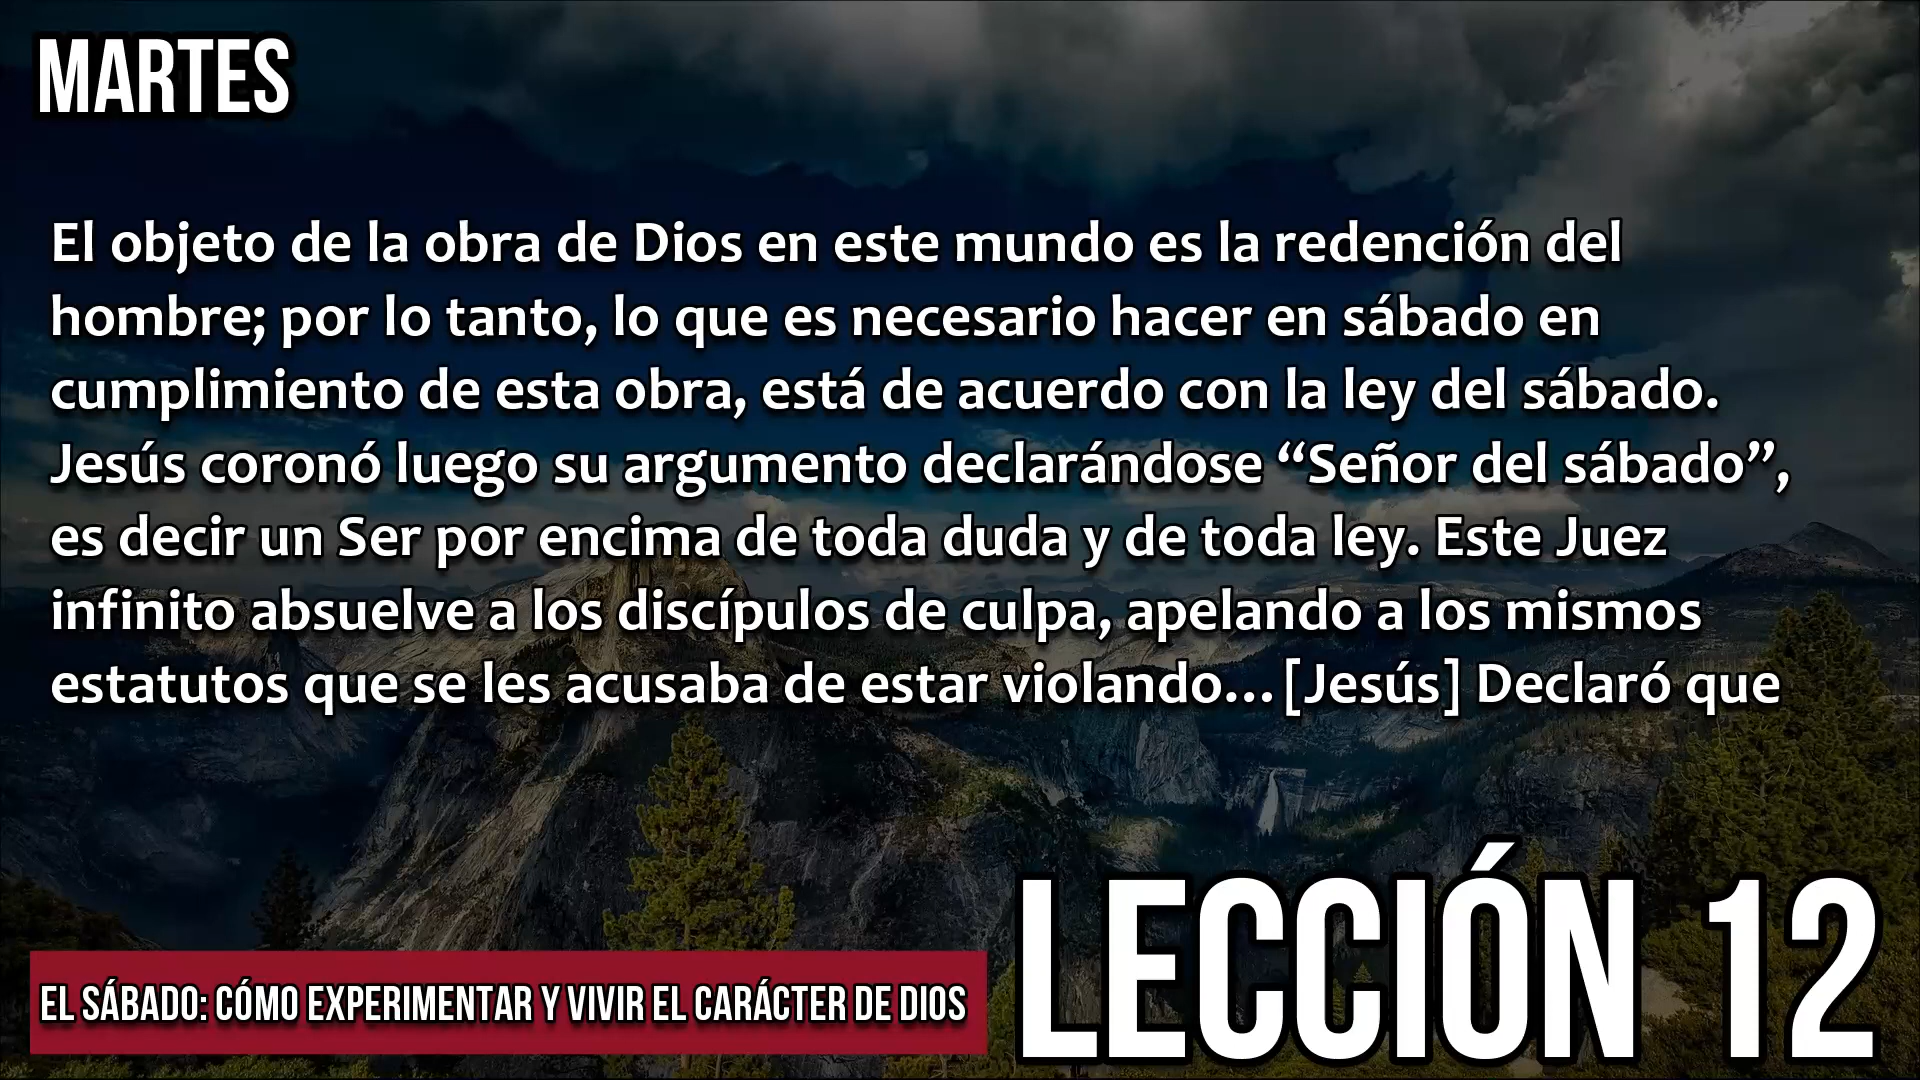 MARTES
El objeto de la obra de Dios en este mundo es la redención del
hombre; por lo tanto, lo que es necesario hacer en sábado en
cumplimiento de esta obra, está de acuerdo con la ley del sábado.
Jesús coronó luego su argumento declarándose “Señor del sábado”,
es decir un Ser por encima de toda duda y de toda ley. Este Juez
infinito absuelve a los discípulos de culpa, apelando a los mismos
estatutos que se les acusaba de estar violando…[Jesús] Declaró que
EL SÁBADO: CÓMO EXPERIMENTAR Y VIVIR EL CARÁCTER DE DIOS
LECCIÓN 12